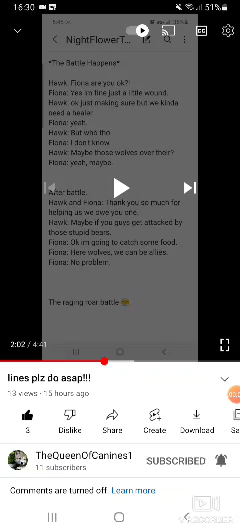 16:30
51%
5:45
NightFlowerT...
*The Battle Happens*
Hawk: Fiona are you ok?!
Fiona: Yes im fine just a little wound.
Hawk: ok just making sure but we kinda
need a healer
Fiona: yeah.
Hawk: But who tho
Fiona: I don't know.
Hawk: Maybe those wolves over their?
Fiona: yeah, maybe.
After battle.
Hawk and Fiona: Thank you so much for
helping us we owe you one.
Hawk: Maybe if you guys get attacked by
those stupid bears.
Fiona: Ok im going to catch some food.
Fiona: Here wolves, we can be allies.
Fiona: No problem.
The raging roar battle 😁
2:02 / 4:41
lines plz do asap!!!
13 views · 15 hours ago
3
Dislike
Share
Create
Download
TheQueenOfCanines1
11 subscribers
SUBSCRIBED
Comments are turned off. Learn more